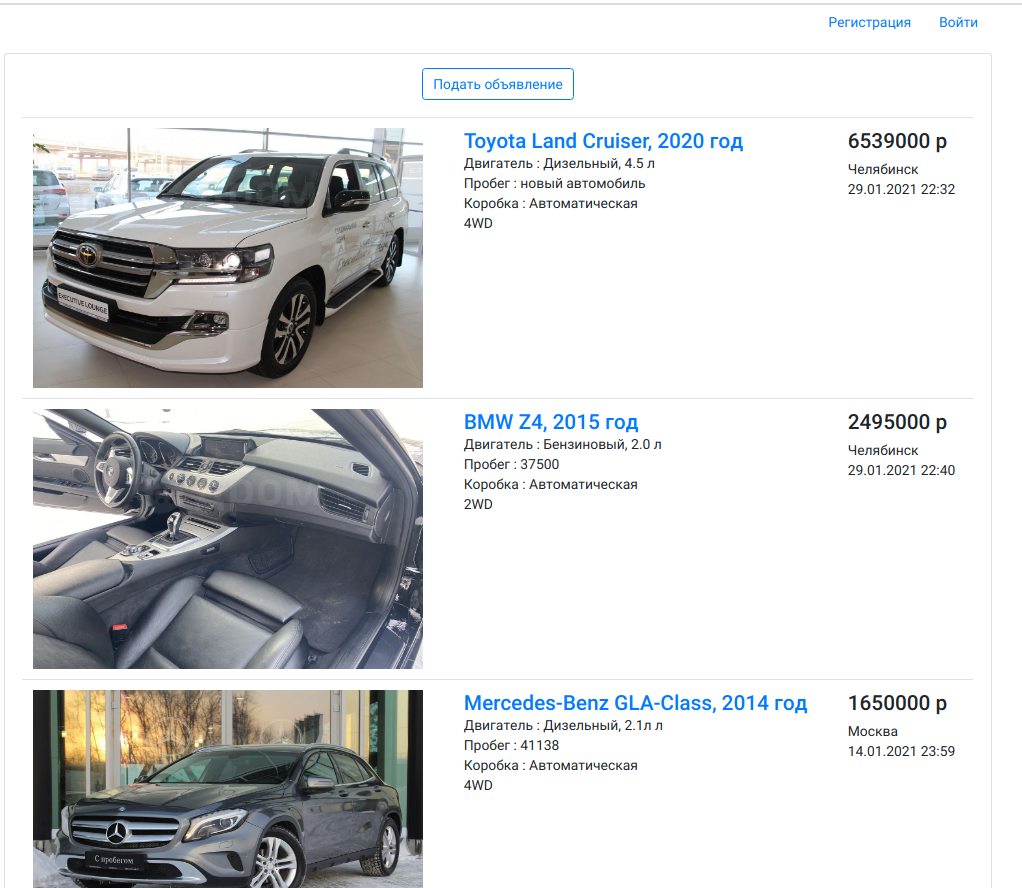 Регистрация Войти
Подать объявление
Toyota Land Cruiser, 2020 год
Двигатель : Дизельный, 4.5 л
Пробег : новый автомобиль
Коробка : Автоматическая
4WD
6539000 р
Челябинск
29.01.2021 22:32
EXECUTIVE LOUNGE
BMW Z4, 2015 год
Двигатель : Бензиновый, 2.0 л
Пробег : 37500
Коробка : Автоматическая
2WD
2495000 р
Челябинск
29.01.2021 22:40
Mercedes-Benz GLA-Class, 2014 год
Двигатель : Дизельный, 2.1л л
Пробег : 41138
Коробка : Автоматическая
4WD
1650000 р
Москва
14.01.2021 23:59
С пробегом